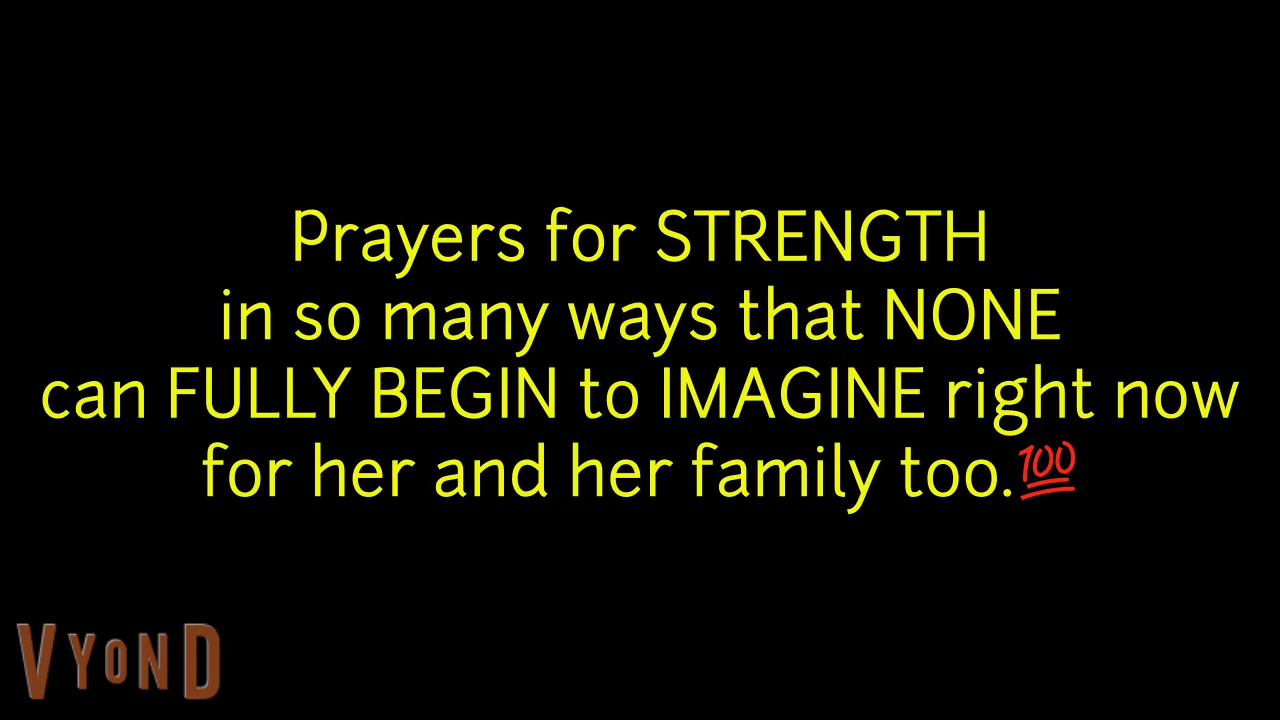 Prayers for STRENGTH
in so many ways that NONE
can FULLY BEGIN to IMAGINE right now
for her and her family too.💯
VYOND